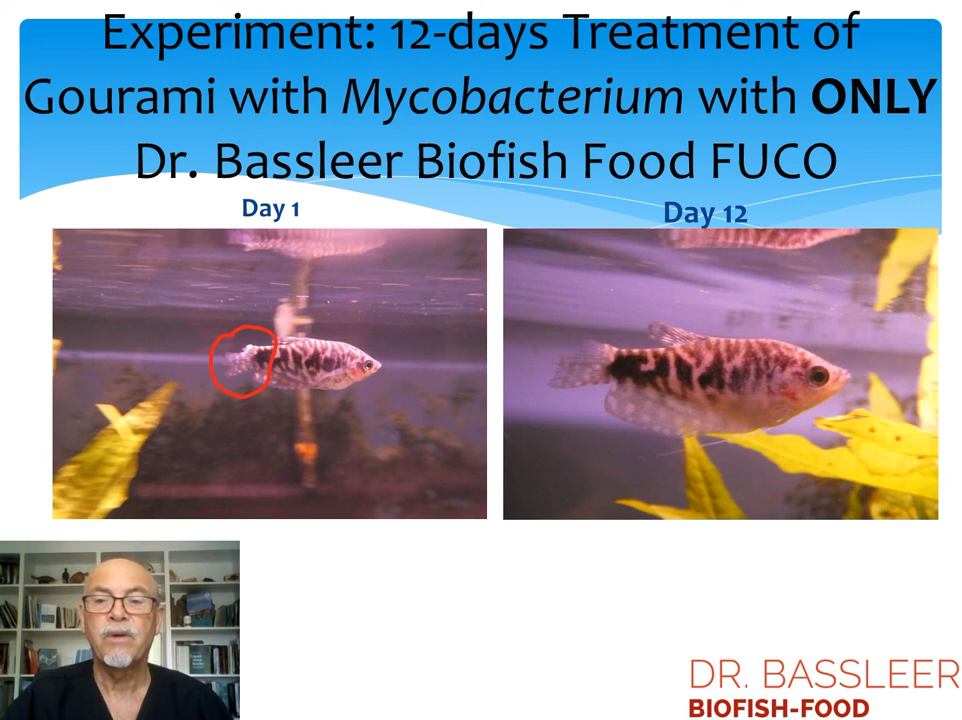 Experiment: 12-days Treatment of
Gourami with Mycobacterium with ONLY
Dr. Bassleer Biofish Food FUCO
Day 1
Day 12
DR. BASSLEER
BIOFISH-FOOD